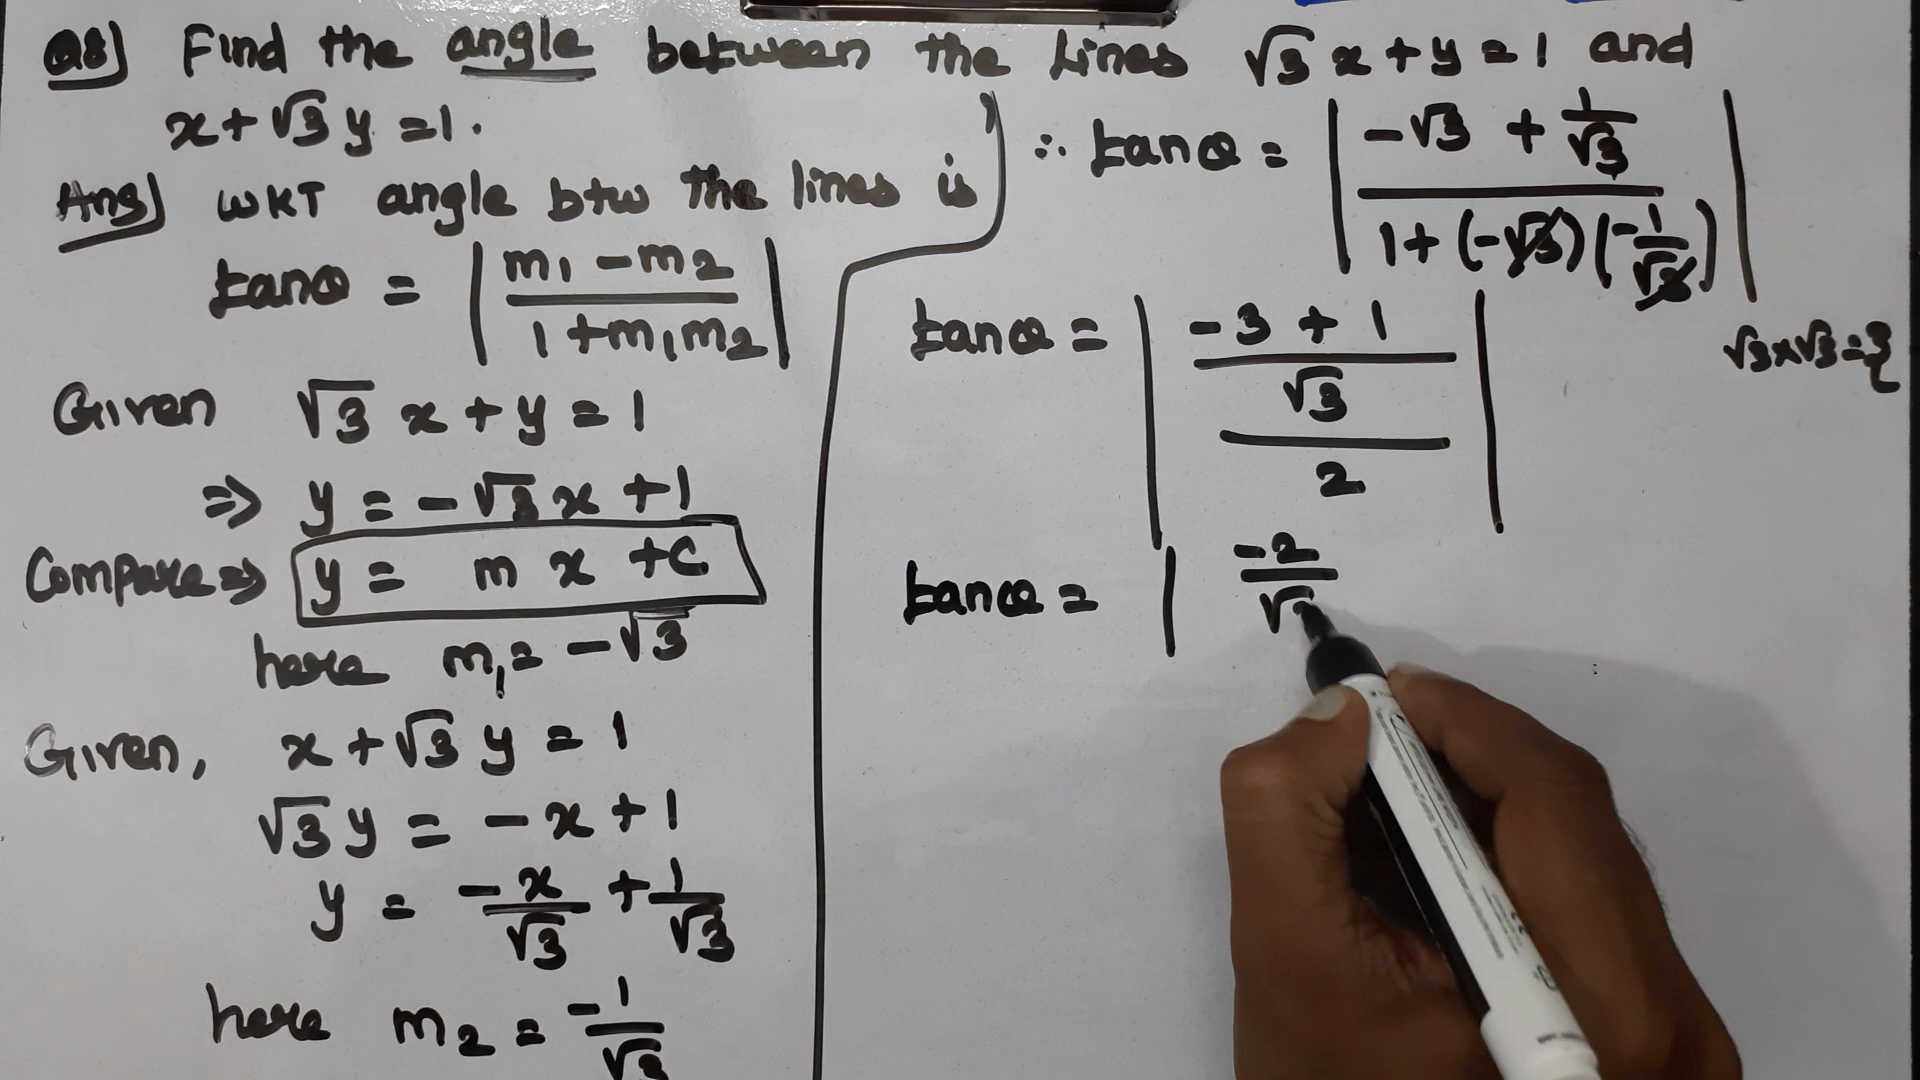 Q8) Find the angle between the lines √3 x + y = 1 and
x + √3 y = 1.
Ans) WKT angle btw the lines is
tanθ = | m1 - m2 / 1 + m1m2 |
Given √3 x + y = 1
⇒ y = -√3 x + 1
Compare ⇒ y = m x + c
here m1 = -√3
Given, x + √3 y = 1
√3 y = -x + 1
y = -x/√3 + 1/√3
here m2 = -1/√3
∴ tanθ = | -√3 + 1/√3 / 1 + (-√3)(-1/√3) |
tanθ = | -3 + 1 / √3 / 2 |
√3×√3=3
tanθ = | -2 / √